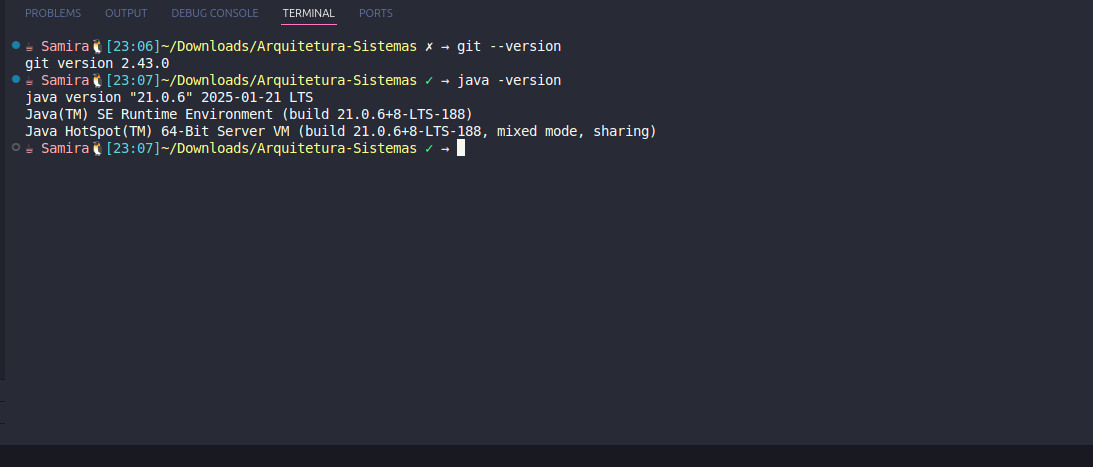 PROBLEMS OUTPUT DEBUG CONSOLE TERMINAL PORTS
☕ Samira🐧[23:06]~/Downloads/Arquitetura-Sistemas ✗ → git --version
git version 2.43.0
☕ Samira🐧[23:07]~/Downloads/Arquitetura-Sistemas ✓ → java -version
java version "21.0.6" 2025-01-21 LTS
Java(TM) SE Runtime Environment (build 21.0.6+8-LTS-188)
Java HotSpot(TM) 64-Bit Server VM (build 21.0.6+8-LTS-188, mixed mode, sharing)
☕ Samira🐧[23:07]~/Downloads/Arquitetura-Sistemas ✓ →